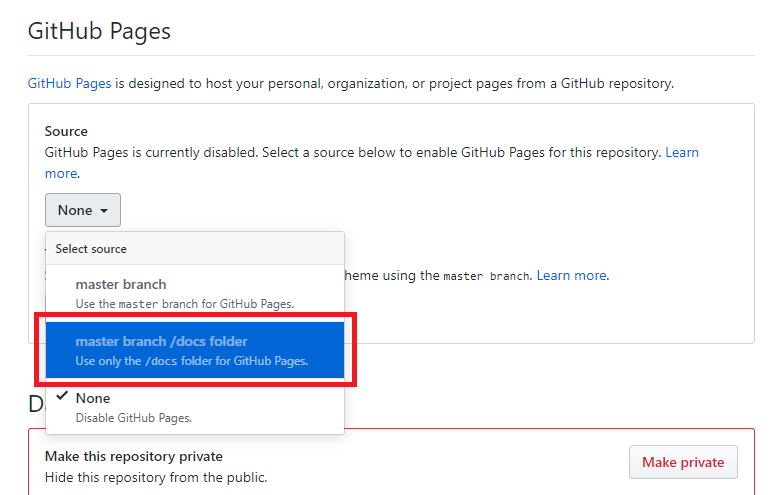 GitHub Pages
GitHub Pages is designed to host your personal, organization, or project pages from a GitHub repository.
Source
GitHub Pages is currently disabled. Select a source below to enable GitHub Pages for this repository. Learn
more.
None
Select source
master branch
Use the master branch for GitHub Pages.
heme using the master branch. Learn more.
master branch /docs folder
Use only the /docs folder for GitHub Pages.
None
Disable GitHub Pages.
Make this repository private
Hide this repository from the public.
Make private